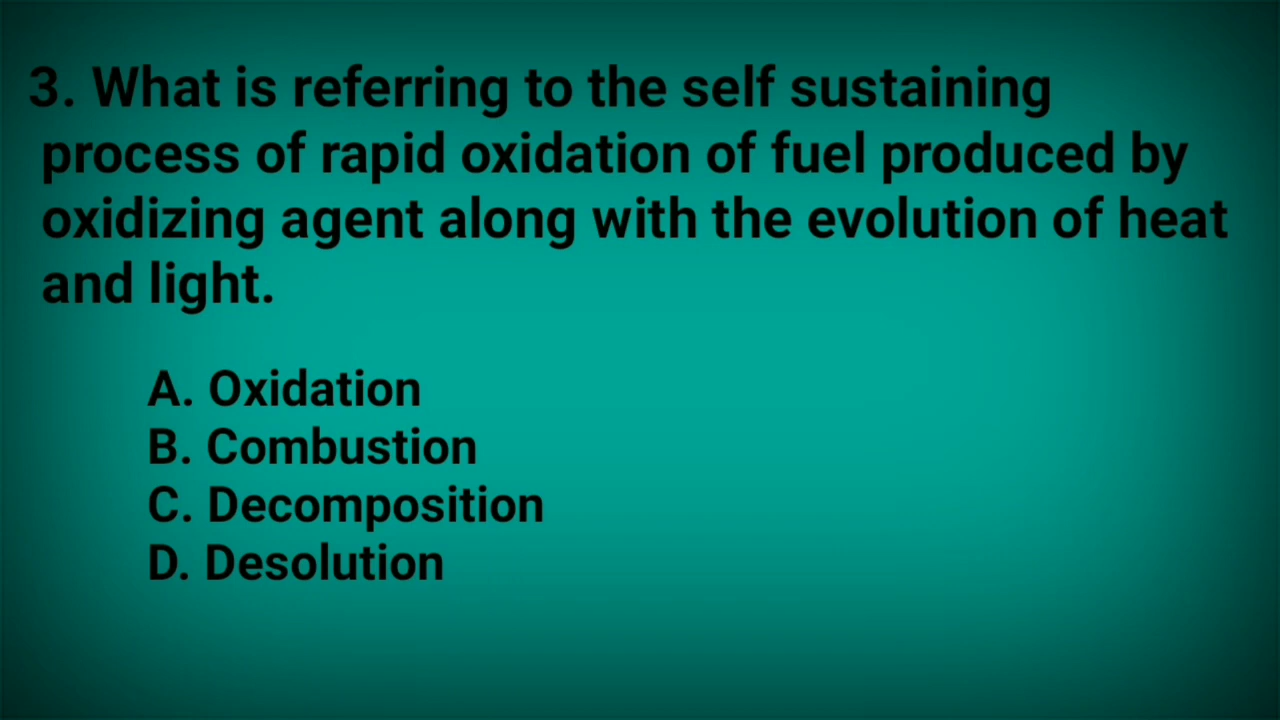 3. What is referring to the self sustaining
process of rapid oxidation of fuel produced by
oxidizing agent along with the evolution of heat
and light.
A. Oxidation
B. Combustion
C. Decomposition
D. Desolution